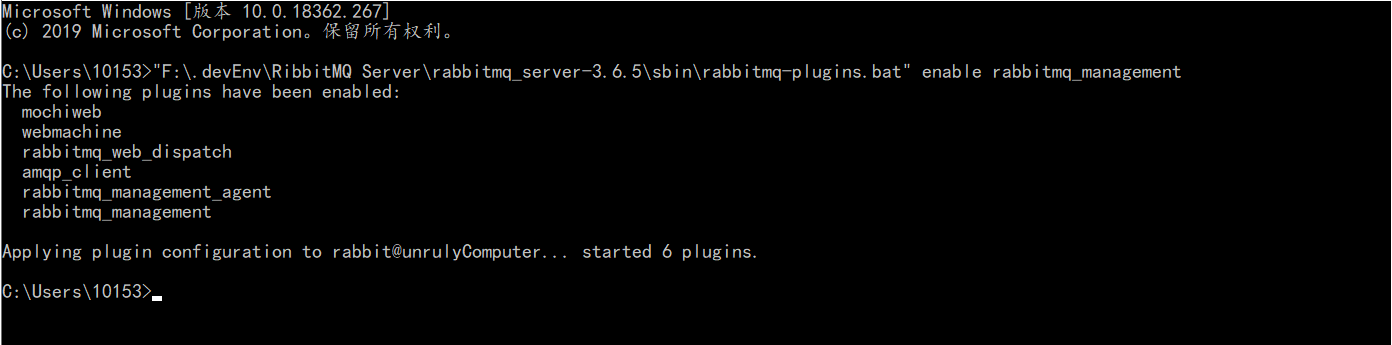 Microsoft Windows [版本 10.0.18362.267]
(c) 2019 Microsoft Corporation。保留所有权利。
C:\Users\10153>"F:\.devEnv\RibbitMQ Server\rabbitmq_server-3.6.5\sbin\rabbitmq-plugins.bat" enable rabbitmq_management
The following plugins have been enabled:
mochiweb
webmachine
rabbitmq_web_dispatch
amqp_client
rabbitmq_management_agent
rabbitmq_management
Applying plugin configuration to rabbit@unrulyComputer... started 6 plugins.
C:\Users\10153>